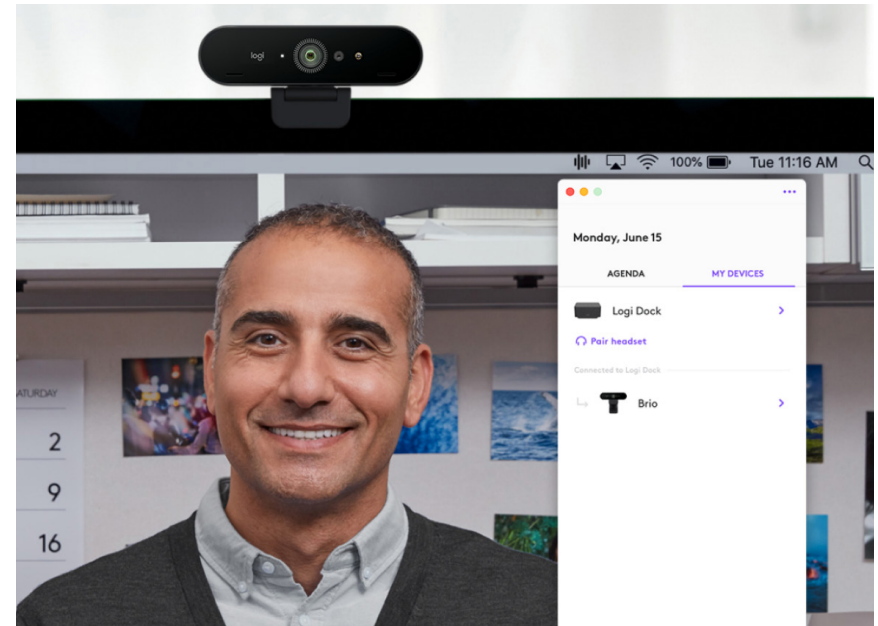 logi
100%
Tue 11:16 AM
Monday, June 15
AGENDA
MY DEVICES
Logi Dock
Pair headset
Connected to Logi Dock
Brio
ATURDAY
2
9
16